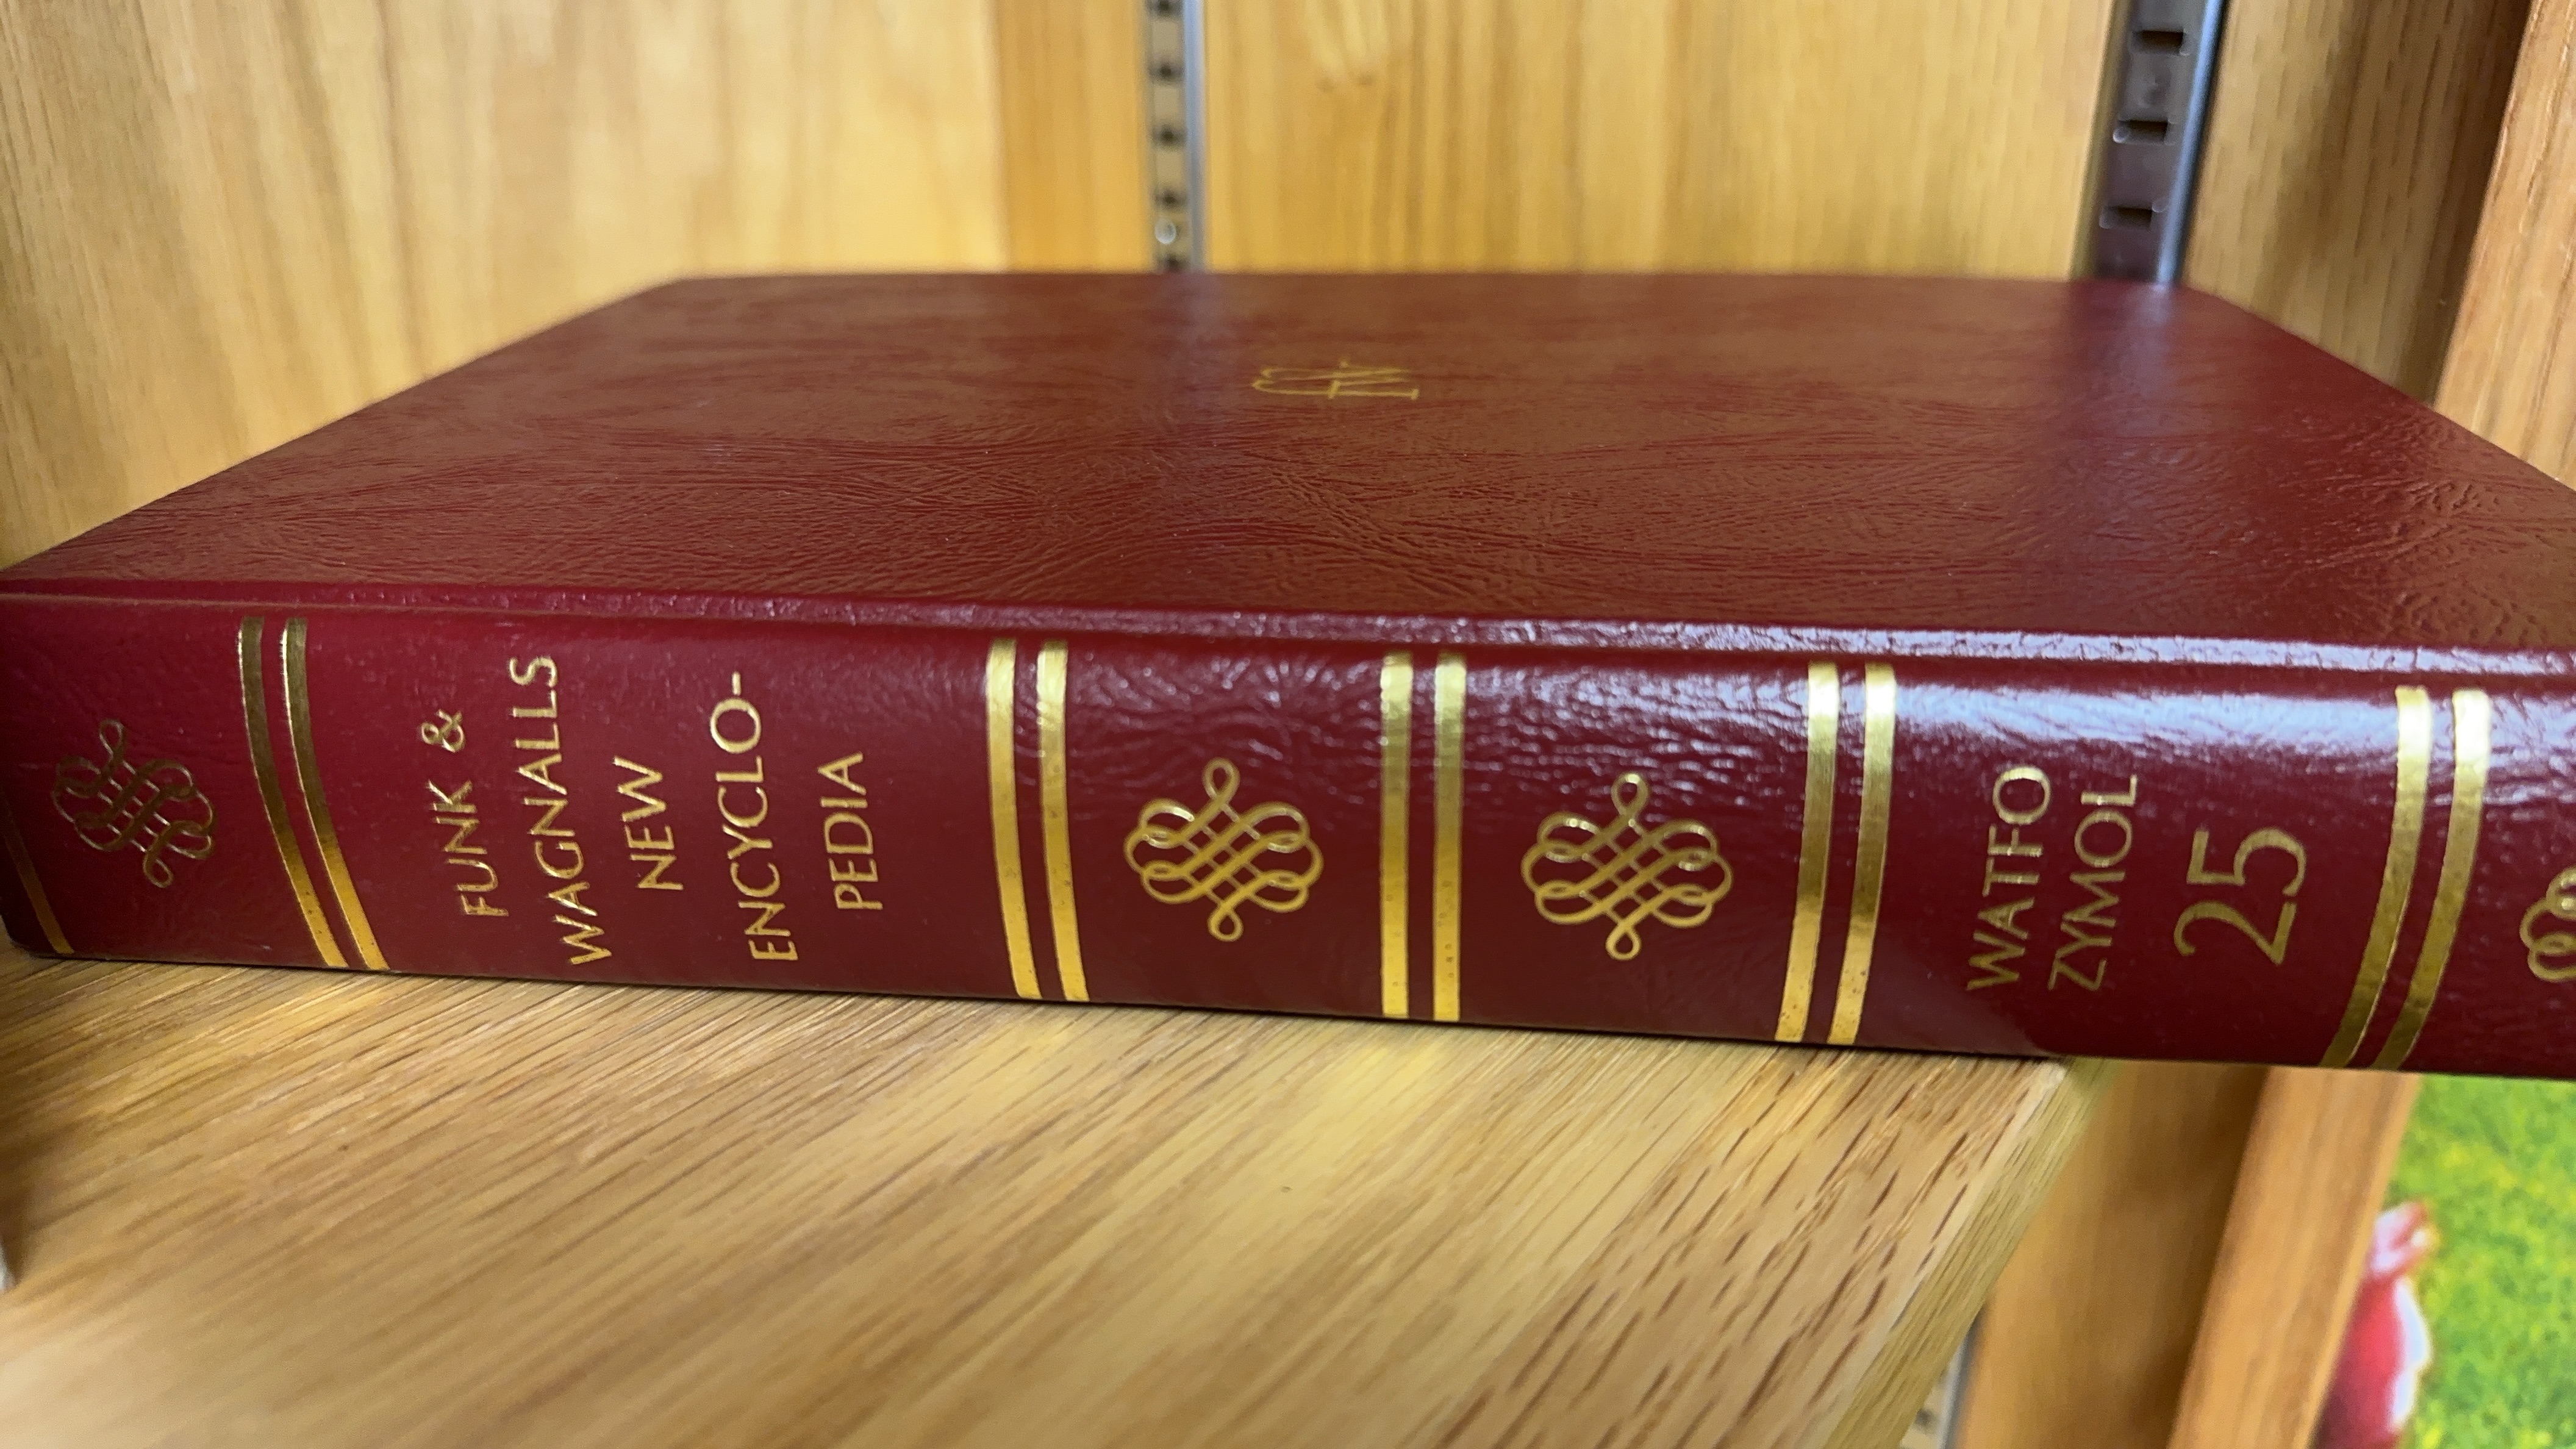 FUNK &
WAGNALLS
NEW
ENCYCLO-
PEDIA
WATFO
ZYMOL
25